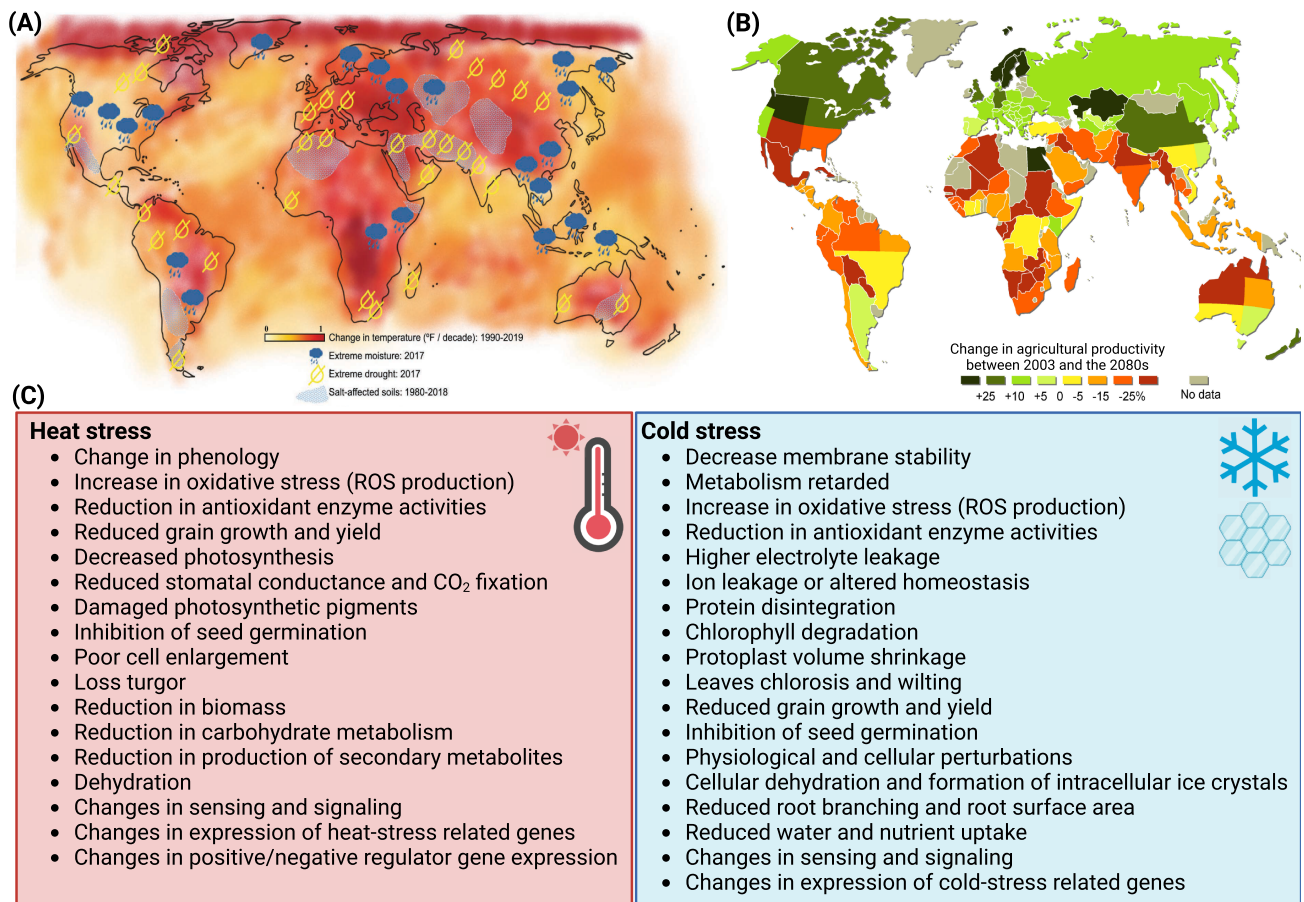 (A)
0 1
Change in temperature (ºF / decade): 1990-2019
Extreme moisture: 2017
Extreme drought: 2017
Salt-affected soils: 1980-2018
(B)
Change in agricultural productivity
between 2003 and the 2080s
+25 +10 +5 0 -5 -15 -25%
No data
(C)
Heat stress
• Change in phenology
• Increase in oxidative stress (ROS production)
• Reduction in antioxidant enzyme activities
• Reduced grain growth and yield
• Decreased photosynthesis
• Reduced stomatal conductance and CO₂ fixation
• Damaged photosynthetic pigments
• Inhibition of seed germination
• Poor cell enlargement
• Loss turgor
• Reduction in biomass
• Reduction in carbohydrate metabolism
• Reduction in production of secondary metabolites
• Dehydration
• Changes in sensing and signaling
• Changes in expression of heat-stress related genes
• Changes in positive/negative regulator gene expression
Cold stress
• Decrease membrane stability
• Metabolism retarded
• Increase in oxidative stress (ROS production)
• Reduction in antioxidant enzyme activities
• Higher electrolyte leakage
• Ion leakage or altered homeostasis
• Protein disintegration
• Chlorophyll degradation
• Protoplast volume shrinkage
• Leaves chlorosis and wilting
• Reduced grain growth and yield
• Inhibition of seed germination
• Physiological and cellular perturbations
• Cellular dehydration and formation of intracellular ice crystals
• Reduced root branching and root surface area
• Reduced water and nutrient uptake
• Changes in sensing and signaling
• Changes in expression of cold-stress related genes